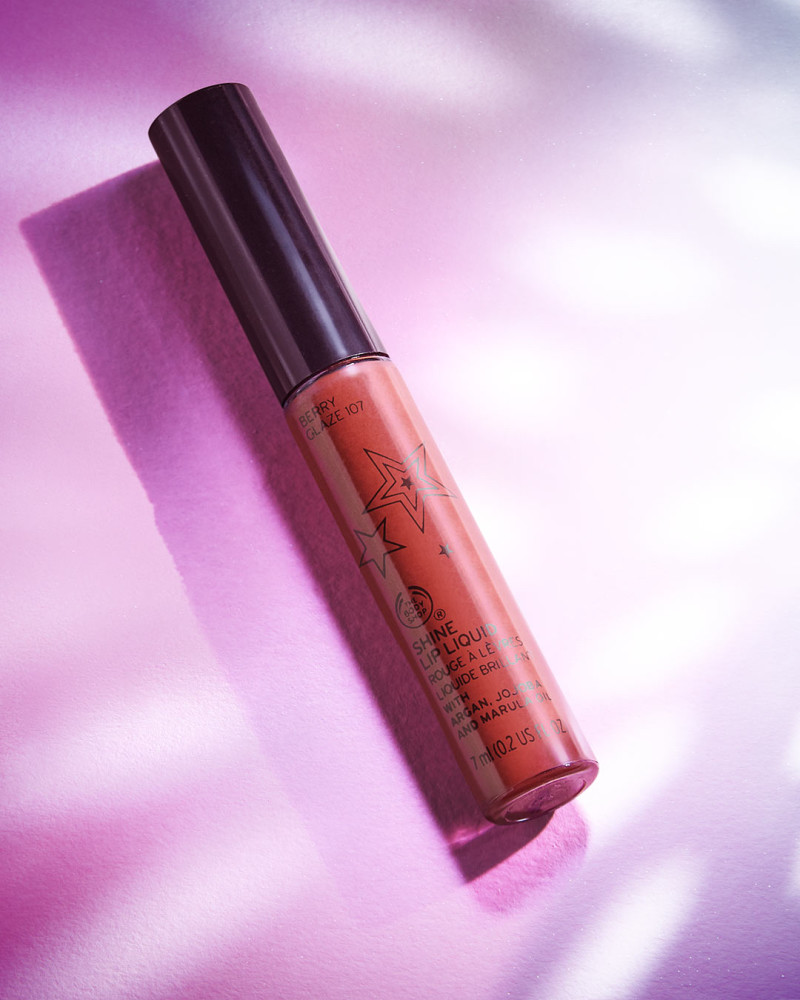 BERRY
GLAZE 107
THE
BODY
SHOP
®
SHINE
LIP LIQUID
ROUGE À LÈVRES
LIQUIDE BRILLANT
WITH
ARGAN, JOJOBA
AND MARULA OIL
7 ml (0.2 US fl. oz